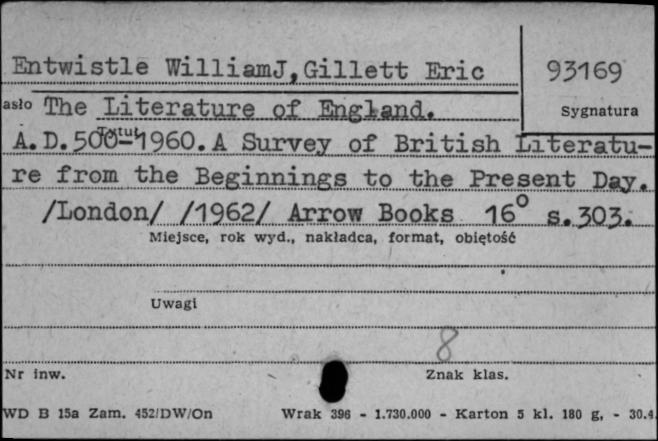 Entwistle WilliamJ, Gillett Eric
93169
asło The Literature of England.
Sygnatura
Tytuł
A.D. 500-1960. A Survey of British Literatu-
re from the Beginnings to the Present Day.
/London/ /1962/ Arrow Books 16° s. 303.
Miejsce, rok wyd., nakładca, format, obiętość
Uwagi
8
Nr inw.
Znak klas.
WD B 15a Zam. 452/DW/On Wrak 396 - 1.730.000 - Karton 5 kl. 180 g, - 30.4